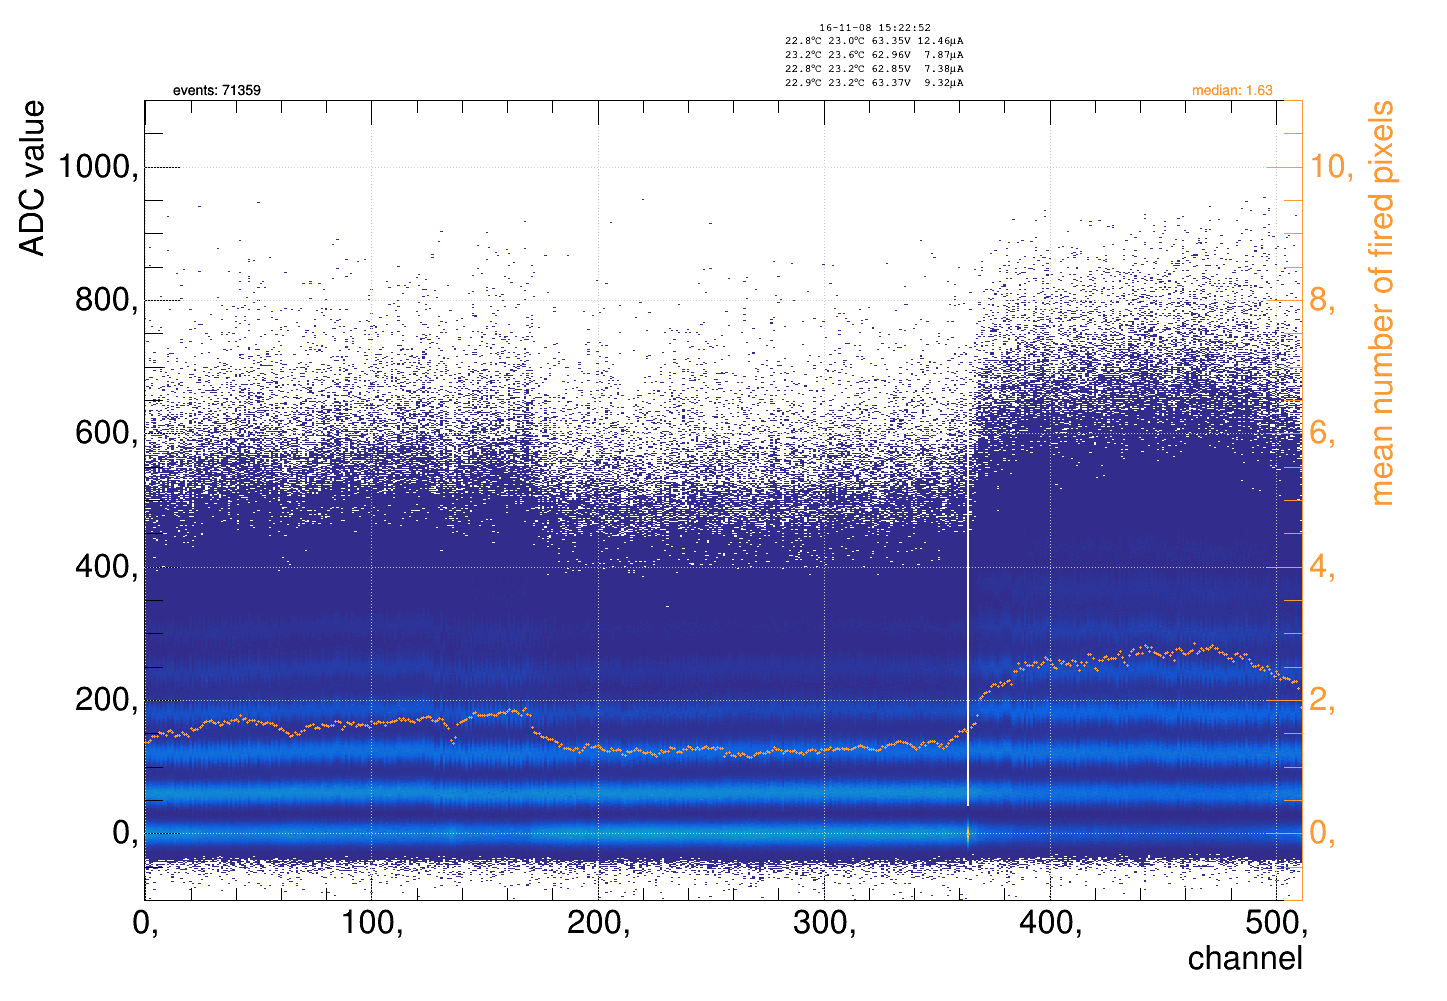 16-11-08 15:22:52
22.8°C 23.0°C 63.35V 12.46µA
23.2°C 23.6°C 62.96V 7.87µA
22.8°C 23.2°C 62.85V 7.38µA
22.9°C 23.2°C 63.37V 9.32µA
events: 71359
median: 1.63
ADC value
1000,
800,
600,
400,
200,
0,
10,
8,
6,
4,
2,
0,
mean number of fired pixels
0, 100, 200, 300, 400, 500,
channel